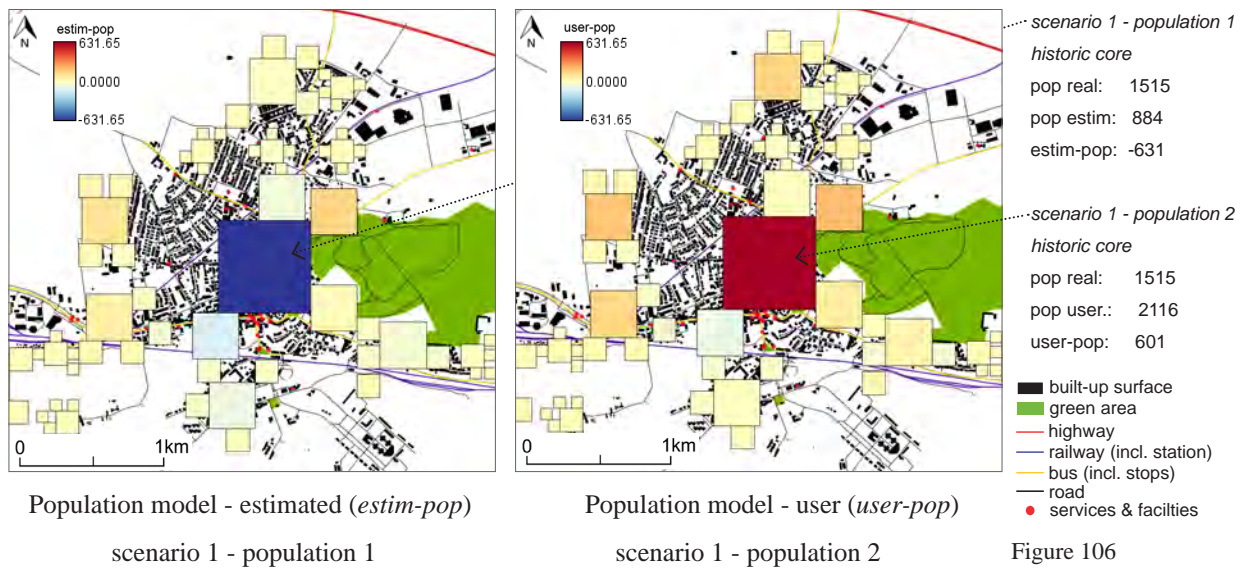 N
estim-pop
631.65
0.0000
-631.65
0
1km
N
user-pop
631.65
0.0000
-631.65
0
1km
scenario 1 - population 1
historic core
pop real: 1515
pop estim: 884
estim-pop: -631
scenario 1 - population 2
historic core
pop real: 1515
pop user.: 2116
user-pop: 601
built-up surface
green area
highway
railway (incl. station)
bus (incl. stops)
road
services & facilties
Population model - estimated (estim-pop)
scenario 1 - population 1
Population model - user (user-pop)
scenario 1 - population 2
Figure 106